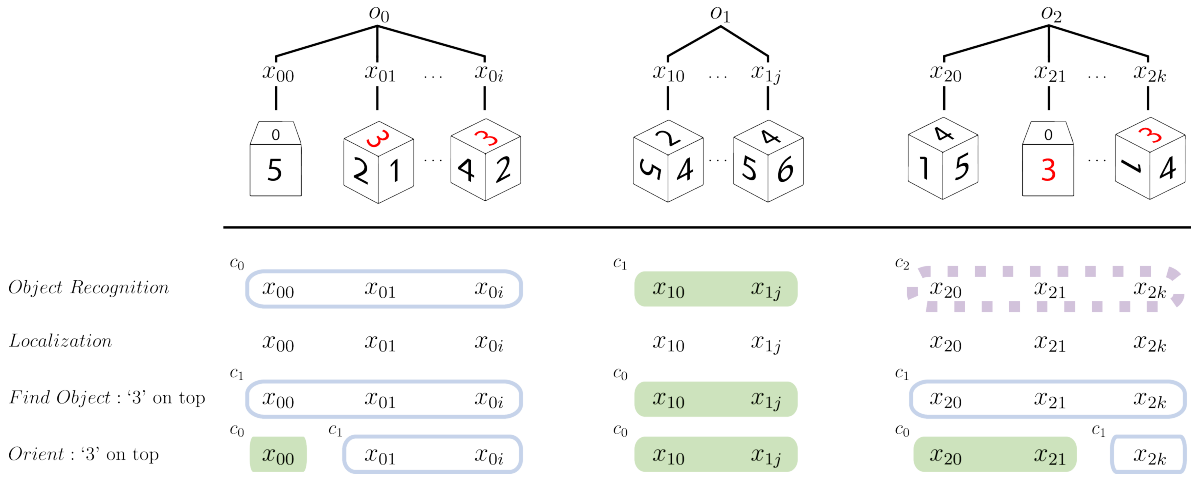 o₀ o₁ o₂
x₀₀ x₀₁ … x₀ᵢ x₁₀ … x₁ⱼ x₂₀ x₂₁ … x₂ₖ
0 3 3 2 4 4 0 3
5 2 1 … 4 2 5 4 … 5 6 1 5 3 … 1 4
c₀ c₁ c₂
Object Recognition x₀₀ x₀₁ x₀ᵢ x₁₀ x₁ⱼ x₂₀ x₂₁ x₂ₖ
Localization x₀₀ x₀₁ x₀ᵢ x₁₀ x₁ⱼ x₂₀ x₂₁ x₂ₖ
c₁ c₀ c₁
Find Object : ‘3’ on top x₀₀ x₀₁ x₀ᵢ x₁₀ x₁ⱼ x₂₀ x₂₁ x₂ₖ
c₀ c₁ c₀ c₀ c₁
Orient : ‘3’ on top x₀₀ x₀₁ x₀ᵢ x₁₀ x₁ⱼ x₂₀ x₂₁ x₂ₖ